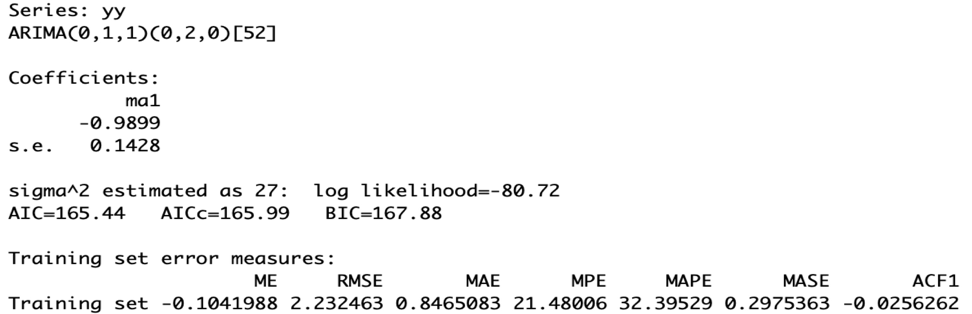 Series: yy
ARIMA(0,1,1)(0,2,0)[52]
Coefficients:
ma1
-0.9899
s.e. 0.1428
sigma^2 estimated as 27: log likelihood=-80.72
AIC=165.44 AICc=165.99 BIC=167.88
Training set error measures:
ME RMSE MAE MPE MAPE MASE ACF1
Training set -0.1041988 2.232463 0.8465083 21.48006 32.39529 0.2975363 -0.0256262